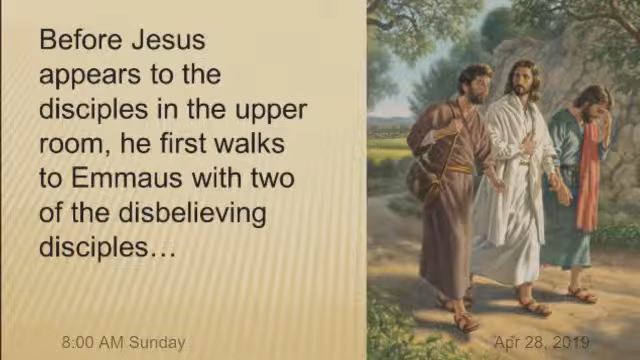 Before Jesus
appears to the
disciples in the upper
room, he first walks
to Emmaus with two
of the disbelieving
disciples…
8:00 AM Sunday
Apr 28, 2019